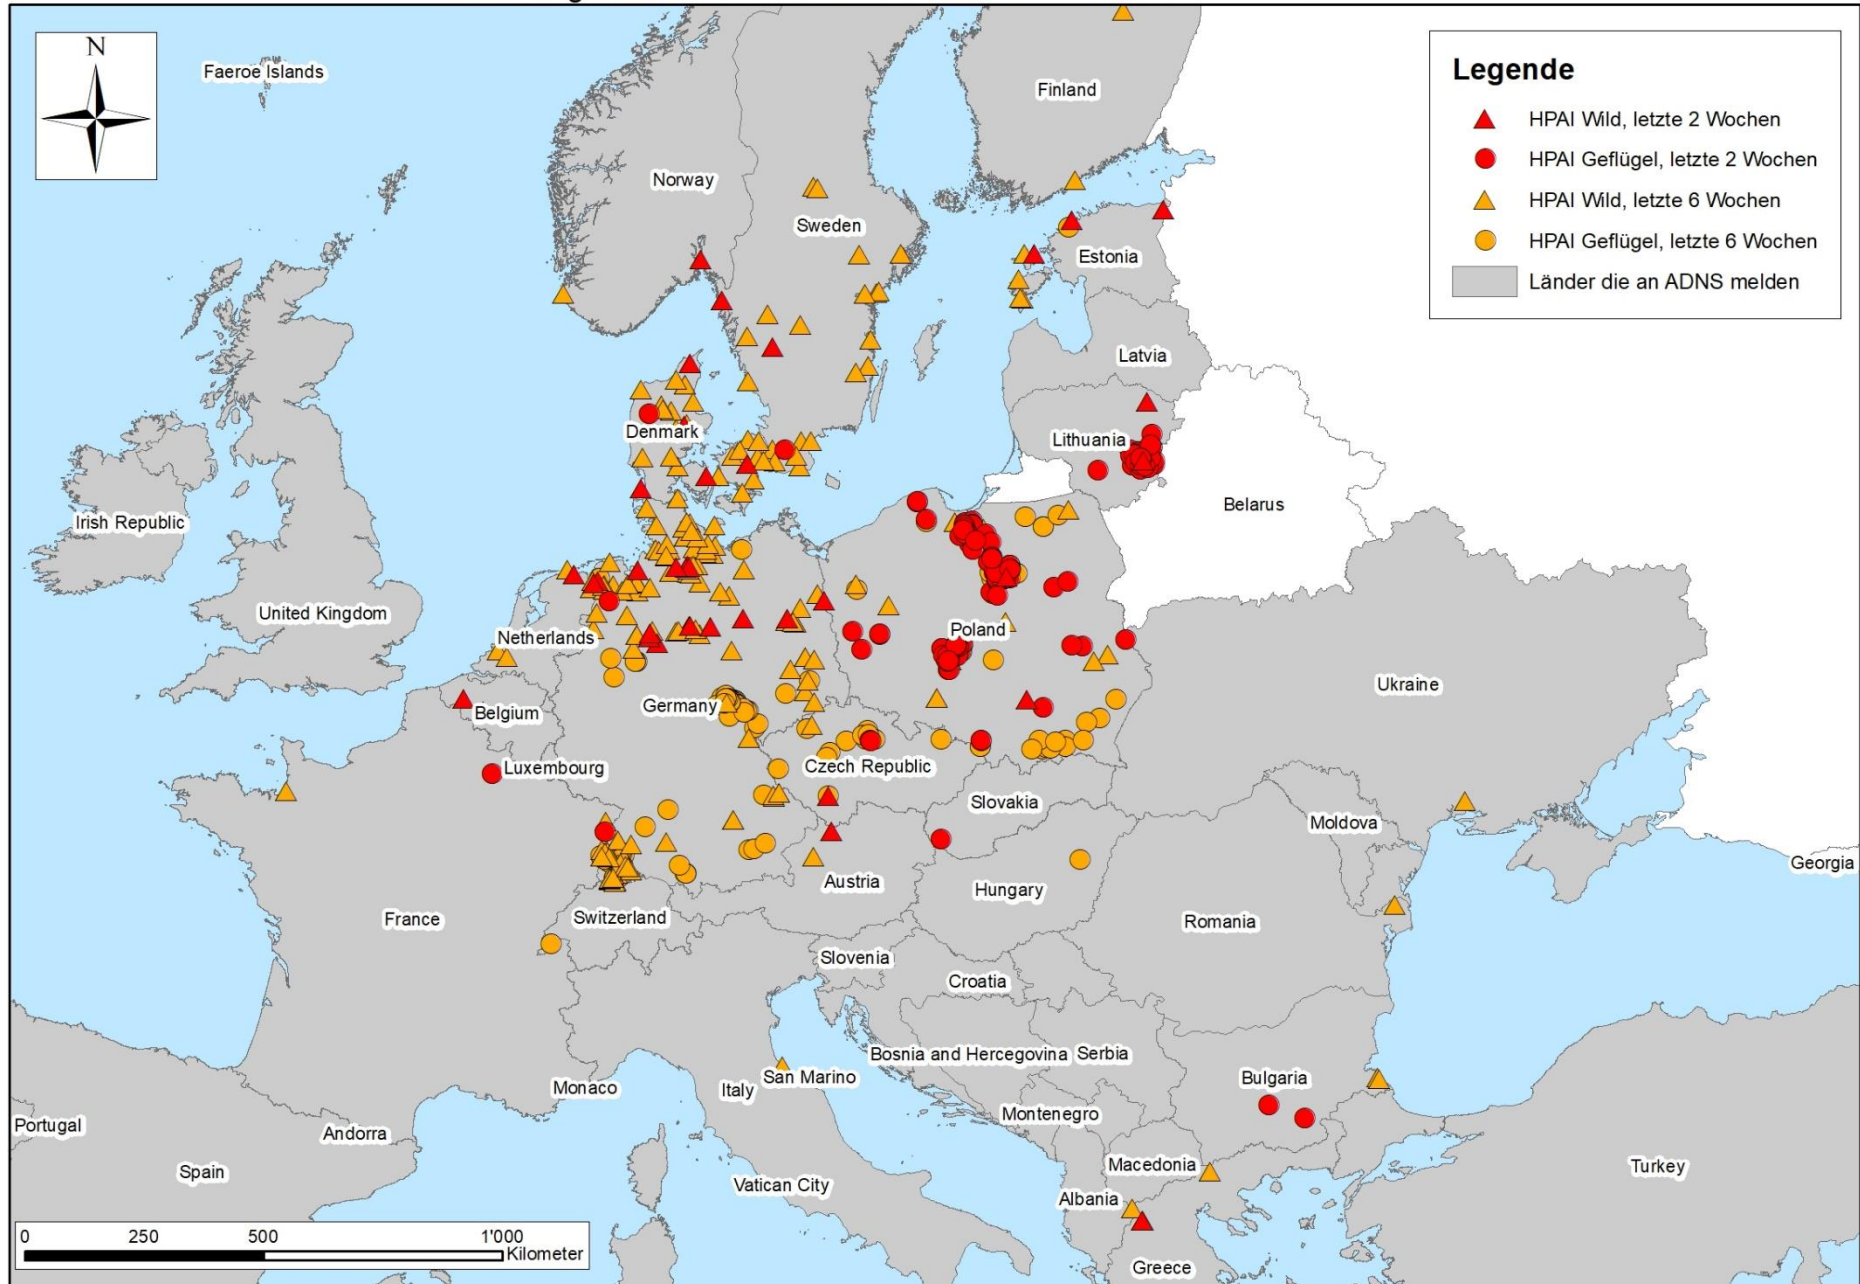 N
Faeroe Islands
Finland
Legende
HPAI Wild, letzte 2 Wochen
HPAI Geflügel, letzte 2 Wochen
HPAI Wild, letzte 6 Wochen
HPAI Geflügel, letzte 6 Wochen
Länder die an ADNS melden
Norway
Sweden
Estonia
Latvia
Denmark
Lithuania
Irish Republic
Belarus
United Kingdom
Netherlands
Poland
Ukraine
Germany
Belgium
Luxembourg
Czech Republic
Slovakia
Moldova
Georgia
Austria
Hungary
France
Switzerland
Romania
Slovenia
Croatia
Bosnia and Hercegovina
Serbia
Monaco
Italy
San Marino
Bulgaria
Portugal
Andorra
Montenegro
Spain
Macedonia
Turkey
Vatican City
Albania
0 250 500 1'000
Kilometer
Greece